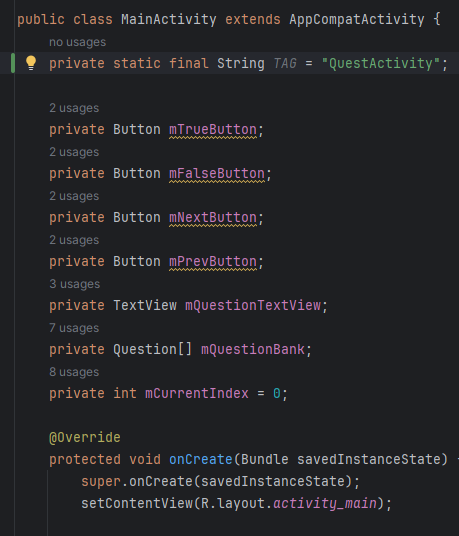 public class MainActivity extends AppCompatActivity {
no usages
private static final String TAG = "QuestActivity";
2 usages
private Button mTrueButton;
2 usages
private Button mFalseButton;
2 usages
private Button mNextButton;
2 usages
private Button mPrevButton;
3 usages
private TextView mQuestionTextView;
7 usages
private Question[] mQuestionBank;
8 usages
private int mCurrentIndex = 0;
@Override
protected void onCreate(Bundle savedInstanceState) {
super.onCreate(savedInstanceState);
setContentView(R.layout.activity_main);